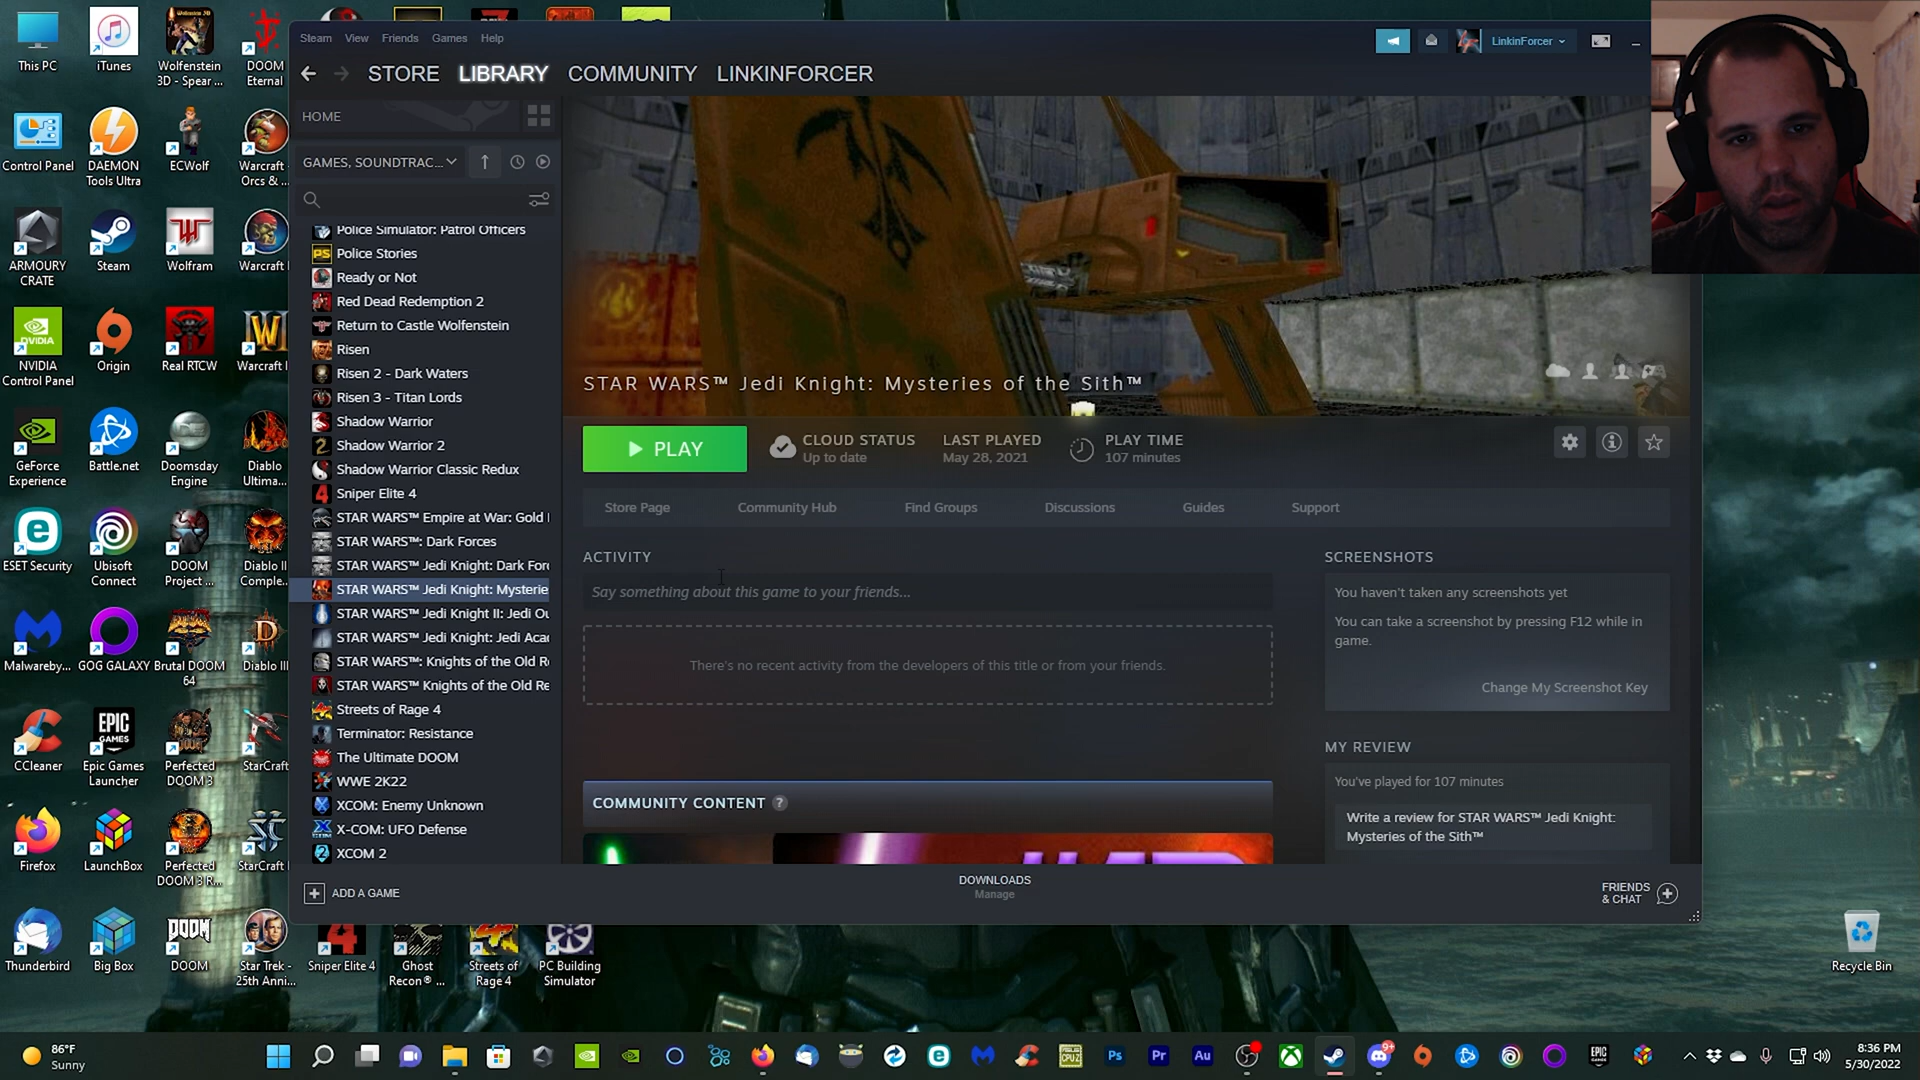 Steam View Friends Games Help
LinkinForcer
STORE LIBRARY COMMUNITY LINKINFORCER
HOME
GAMES, SOUNDTRAC...
Police Simulator: Patrol Officers
Police Stories
Ready or Not
Red Dead Redemption 2
Return to Castle Wolfenstein
Risen
Risen 2 - Dark Waters
Risen 3 - Titan Lords
Shadow Warrior
Shadow Warrior 2
Shadow Warrior Classic Redux
Sniper Elite 4
STAR WARS™ Empire at War: Gold
STAR WARS™: Dark Forces
STAR WARS™ Jedi Knight: Dark For
STAR WARS™ Jedi Knight: Mysterie
STAR WARS™ Jedi Knight II: Jedi Ou
STAR WARS™ Jedi Knight: Jedi Aca
STAR WARS™: Knights of the Old R
STAR WARS™ Knights of the Old Re
Streets of Rage 4
Terminator: Resistance
The Ultimate DOOM
WWE 2K22
XCOM: Enemy Unknown
X-COM: UFO Defense
XCOM 2
ADD A GAME
STAR WARS™ Jedi Knight: Mysteries of the Sith™
PLAY
CLOUD STATUS
Up to date
LAST PLAYED
May 28, 2021
PLAY TIME
107 minutes
Store Page Community Hub Find Groups Discussions Guides Support
ACTIVITY
Say something about this game to your friends...
There's no recent activity from the developers of this title or from your friends.
COMMUNITY CONTENT ?
SCREENSHOTS
You haven't taken any screenshots yet
You can take a screenshot by pressing F12 while in
game.
Change My Screenshot Key
MY REVIEW
You've played for 107 minutes
Write a review for STAR WARS™ Jedi Knight:
Mysteries of the Sith™
DOWNLOADS
Manage
FRIENDS
& CHAT
This PC
iTunes
Wolfenstein
3D - Spear ...
DOOM
Eternal
Control Panel
DAEMON
Tools Ultra
ECWolf
Warcraft
Orcs & ...
ARMOURY
CRATE
Steam
Wolfram
Warcraft
NVIDIA
Control Panel
Origin
Real RTCW
Warcraft
GeForce
Experience
Battle.net
Doomsday
Engine
Diablo
Ultima...
ESET Security
Ubisoft
Connect
DOOM
Project ...
Diablo II
Comple...
Malwareby...
GOG GALAXY
Brutal DOOM
64
Diablo III
CCleaner
Epic Games
Launcher
Perfected
DOOM 3
StarCraft
Firefox
LaunchBox
Perfected
DOOM 3 R...
StarCraft
Thunderbird
Big Box
DOOM
Star Trek -
25th Anni...
Sniper Elite 4
Ghost
Recon® ...
Streets of
Rage 4
PC Building
Simulator
Recycle Bin
86°F
Sunny
8:36 PM
5/30/2022